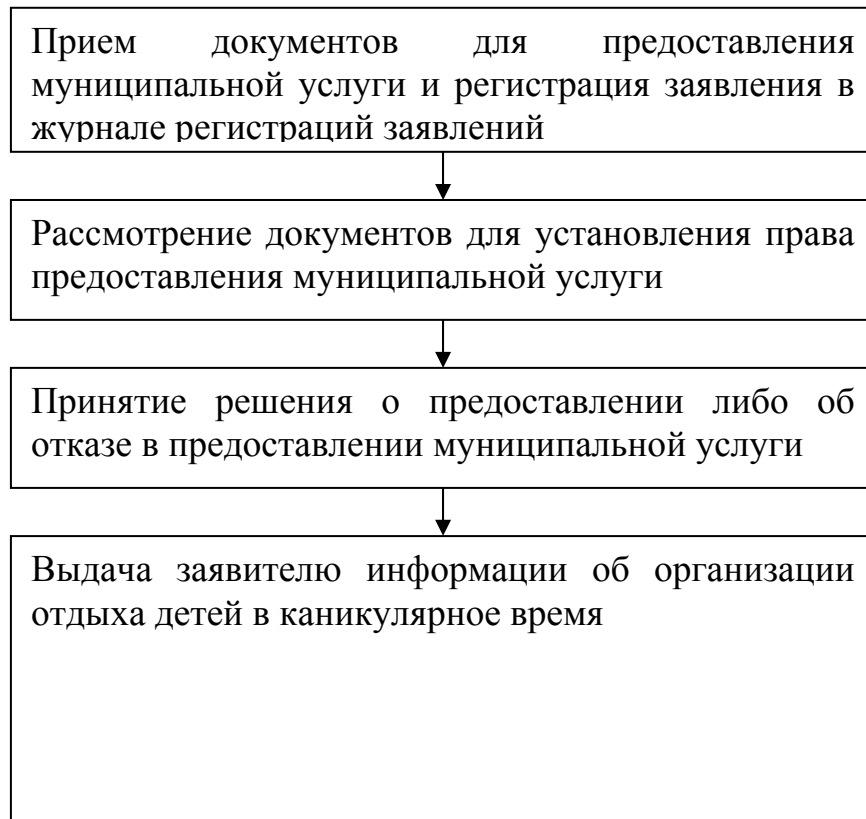 Прием документов для предоставления
муниципальной услуги и регистрация заявления в
журнале регистраций заявлений
Рассмотрение документов для установления права
предоставления муниципальной услуги
Принятие решения о предоставлении либо об
отказе в предоставлении муниципальной услуги
Выдача заявителю информации об организации
отдыха детей в каникулярное время